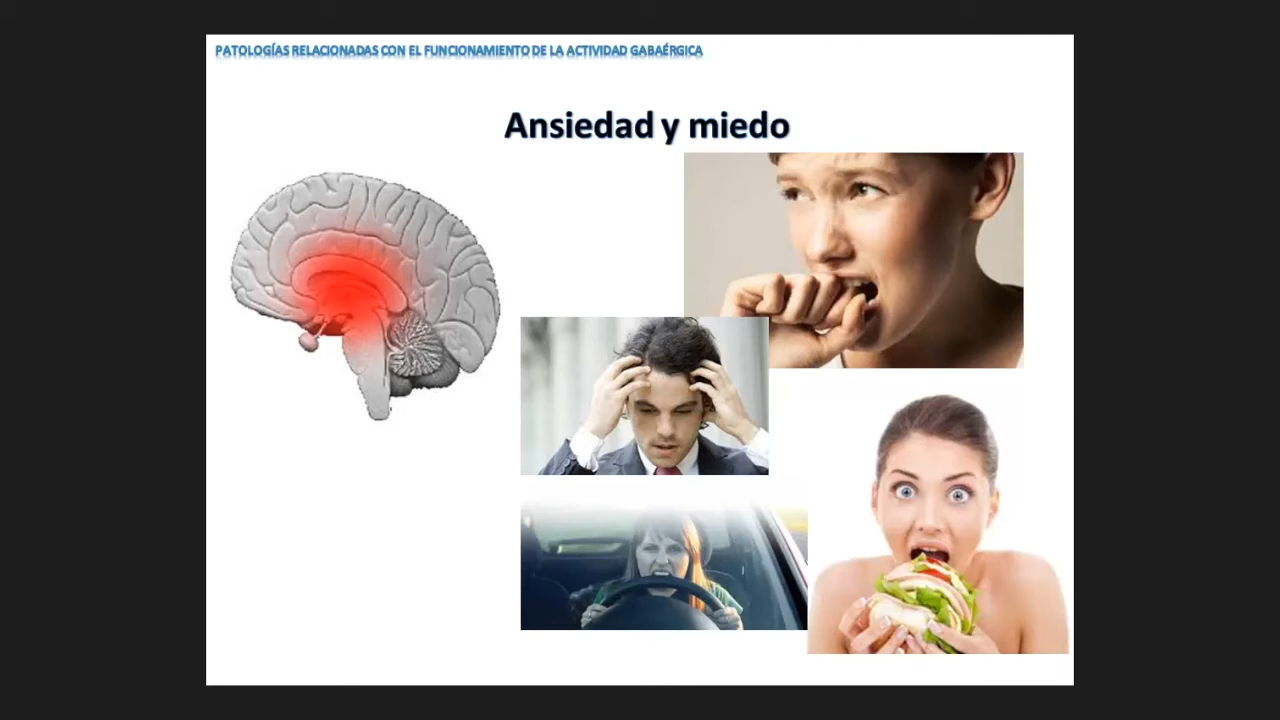 PATOLOGÍAS RELACIONADAS CON EL FUNCIONAMIENTO DE LA ACTIVIDAD GABAÉRGICA
Ansiedad y miedo